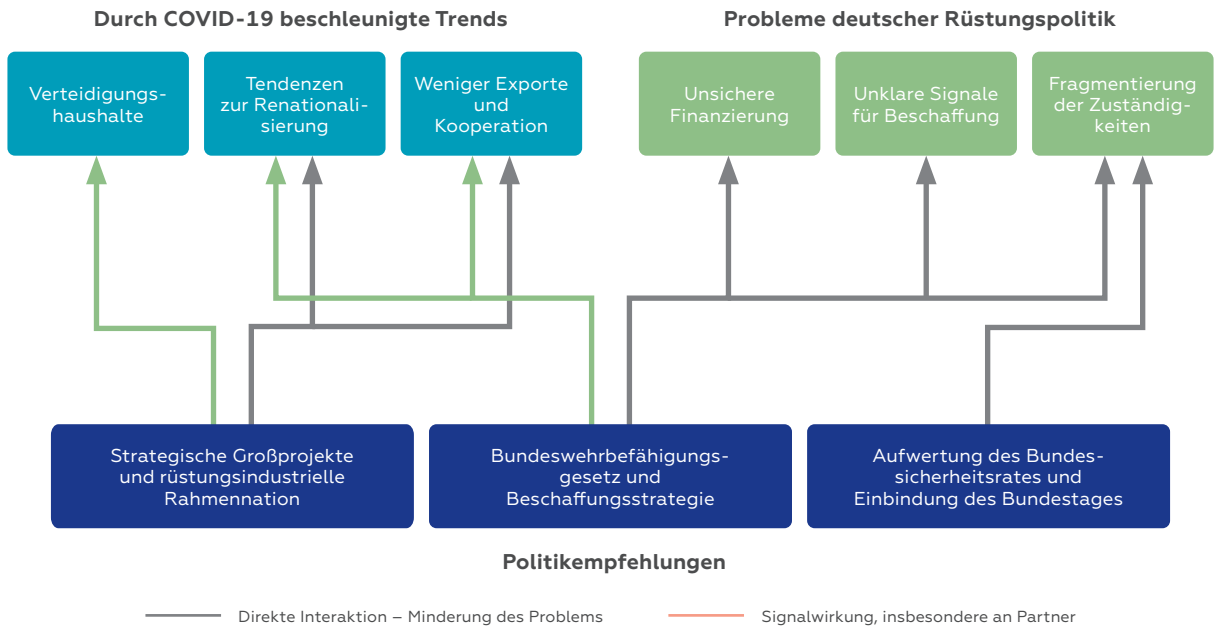 Durch COVID-19 beschleunigte Trends
Probleme deutscher Rüstungspolitik
Verteidigungs-
haushalte
Tendenzen
zur Renationali-
sierung
Weniger Exporte
und
Kooperation
Unsichere
Finanzierung
Unklare Signale
für Beschaffung
Fragmentierung
der Zuständig-
keiten
Strategische Großprojekte
und rüstungsindustrielle
Rahmennation
Bundeswehrbefähigungs-
gesetz und
Beschaffungsstrategie
Aufwertung des Bundes-
sicherheitsrates und
Einbindung des Bundestages
Politikempfehlungen
Direkte Interaktion – Minderung des Problems
Signalwirkung, insbesondere an Partner